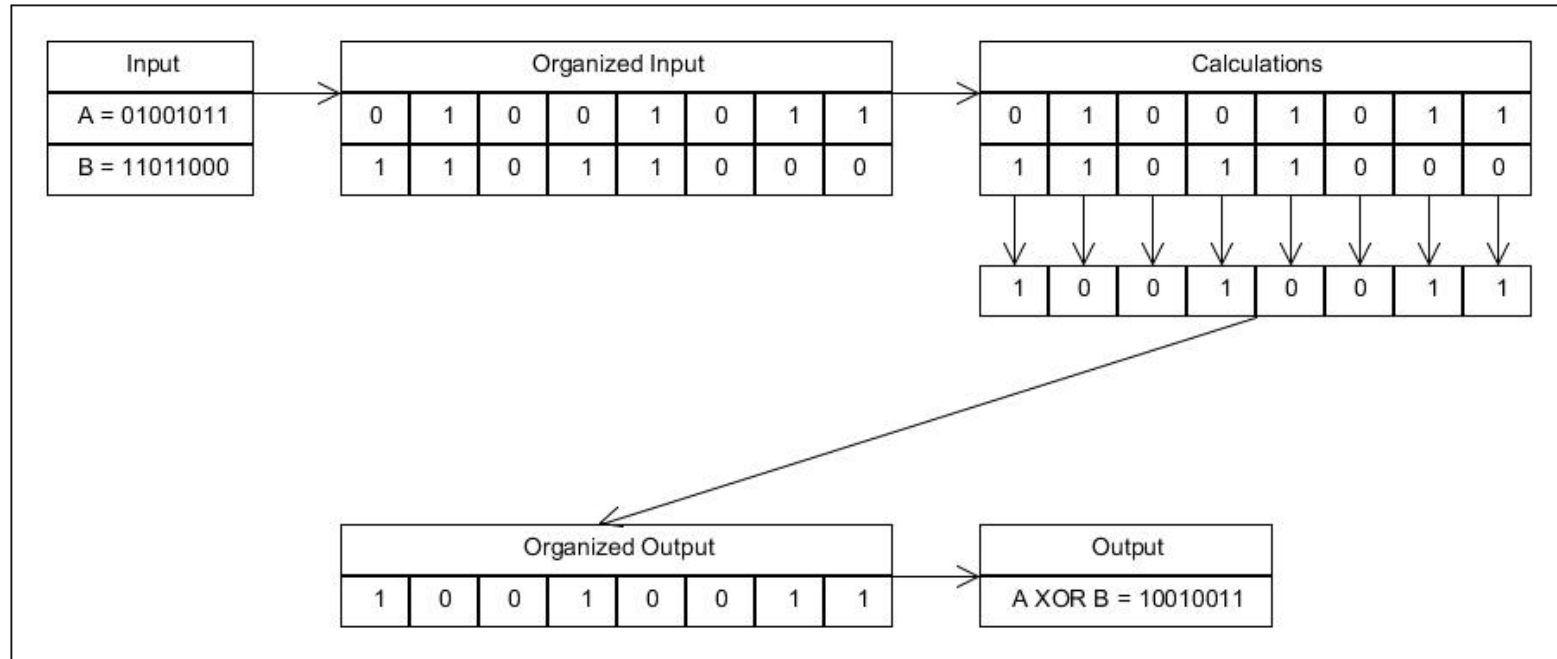 Input
A = 01001011
B = 11011000
Organized Input
0 1 0 0 1 0 1 1
1 1 0 1 1 0 0 0
Calculations
0 1 0 0 1 0 1 1
1 1 0 1 1 0 0 0
1 0 0 1 0 0 1 1
Organized Output
1 0 0 1 0 0 1 1
Output
A XOR B = 10010011